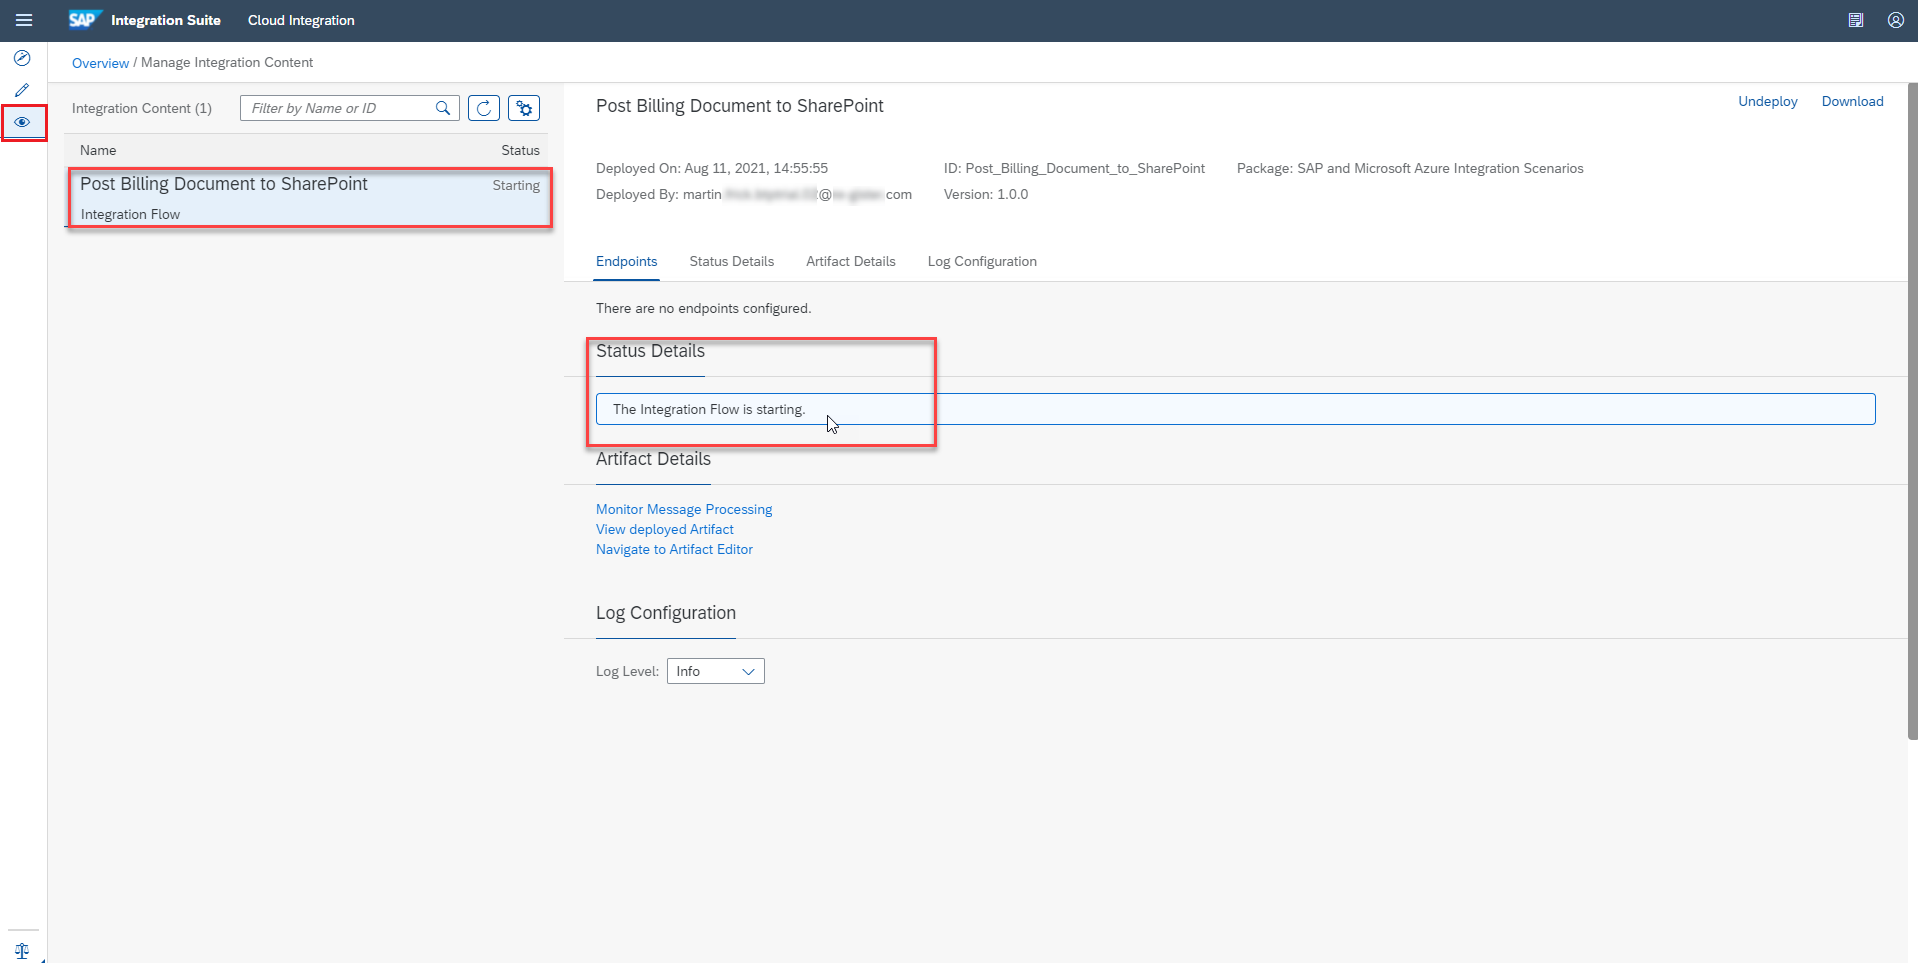 SAP Integration Suite Cloud Integration
Overview / Manage Integration Content
Integration Content (1) Filter by Name or ID
Name Status
Post Billing Document to SharePoint Starting
Integration Flow
Post Billing Document to SharePoint Undeploy Download
Deployed On: Aug 11, 2021, 14:55:55 ID: Post_Billing_Document_to_SharePoint Package: SAP and Microsoft Azure Integration Scenarios
Deployed By: martin @ com Version: 1.0.0
Endpoints Status Details Artifact Details Log Configuration
There are no endpoints configured.
Status Details
The Integration Flow is starting.
Artifact Details
Monitor Message Processing
View deployed Artifact
Navigate to Artifact Editor
Log Configuration
Log Level: Info